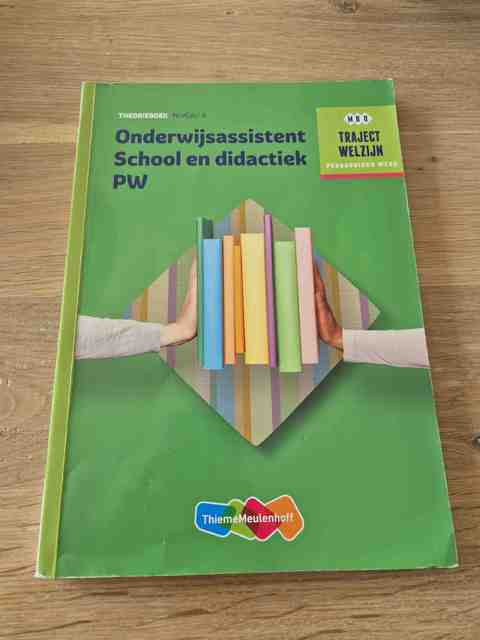 THEORIEBOEK NIVEAU 4
Onderwijsassistent
School en didactiek
PW
MBO
TRAJECT
WELZIJN
PEDAGOGISCH WERK
ThiemeMeulenhoff